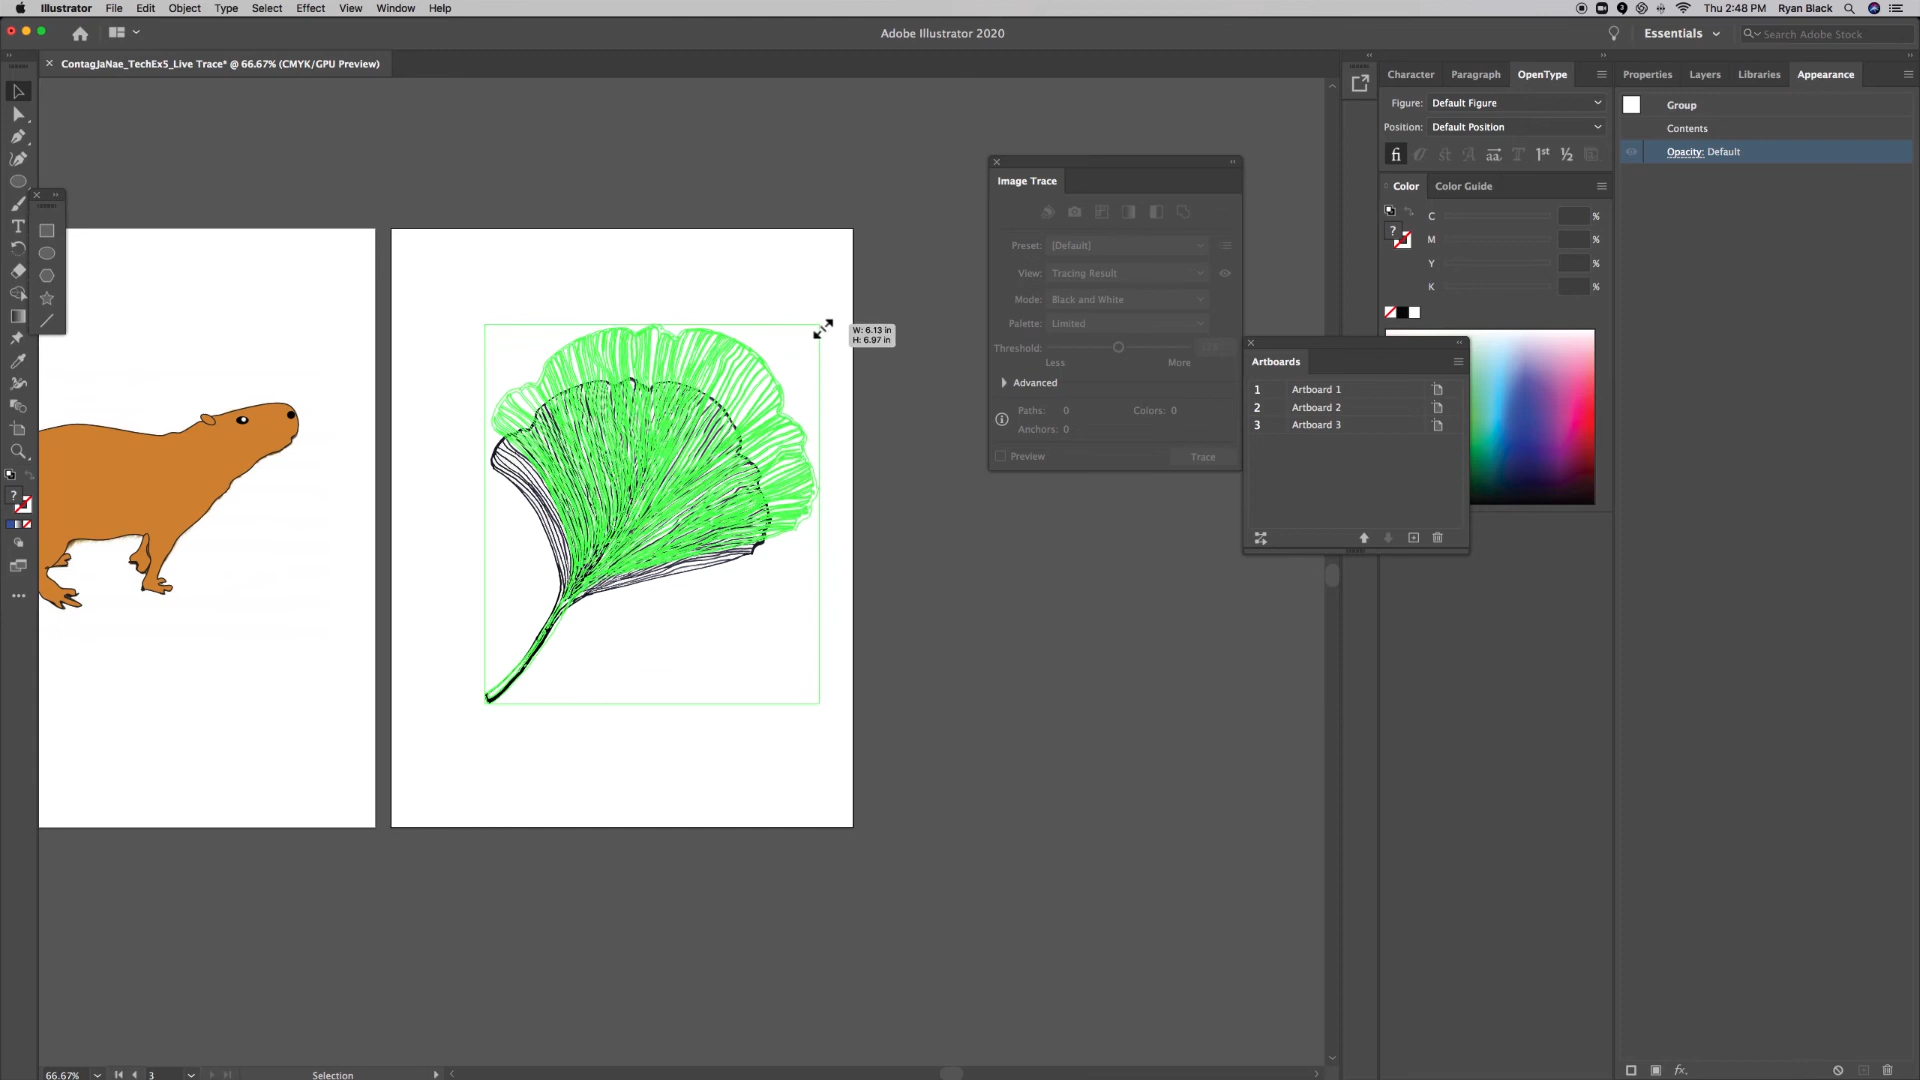 Illustrator File Edit Object Type Select Effect View Window Help
Thu 2:48 PM Ryan Black
Adobe Illustrator 2020
Essentials
Search Adobe Stock
ContagJaNae_TechEx5_Live Trace* @ 66.67% (CMYK/GPU Preview)
Character Paragraph OpenType
Properties Layers Libraries Appearance
Figure: Default Figure
Position: Default Position
1st ½
Group
Contents
Opacity: Default
Color Color Guide
C %
M %
Y %
K %
Image Trace
Preset: [Default]
View: Tracing Result
Mode: Black and White
Palette: Limited
Threshold:
Less More
Advanced
Paths: 0 Colors: 0
Anchors: 0
Preview Trace
W: 6.13 in
H: 6.97 in
Artboards
1 Artboard 1
2 Artboard 2
3 Artboard 3
66.67% 3 Selection
fx.